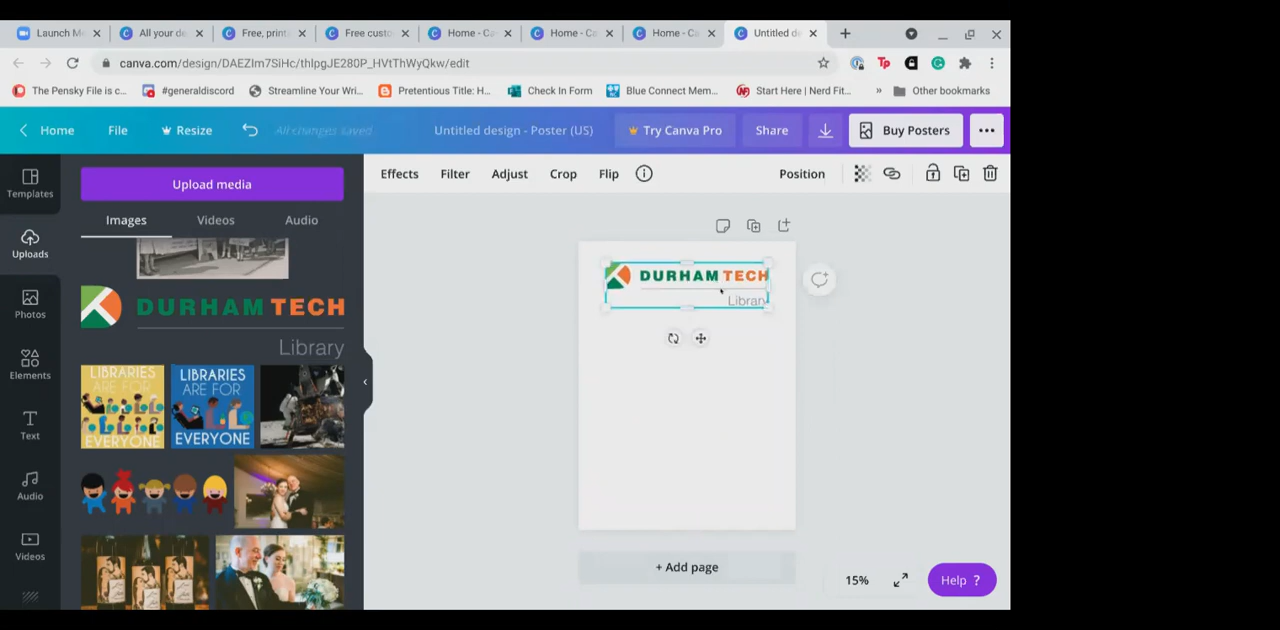 Launch M
All your de
Free, print
Free custo
Home - Ca
Home - Ca
Home - Ca
Untitled d
canva.com/design/DAEZIm7SiHc/thlpgJE280P_HVtThWyQkw/edit
The Pensky File is c...
#generaldiscord
Streamline Your Wri...
Pretentious Title: H...
Check In Form
Blue Connect Mem...
Start Here | Nerd Fit...
»
Other bookmarks
Home
File
Resize
All changes saved
Untitled design - Poster (US)
Try Canva Pro
Share
Buy Posters
Templates
Uploads
Photos
Elements
Text
Audio
Videos
Upload media
Images
Videos
Audio
DURHAM TECH
Library
LIBRARIES
ARE FOR
EVERYONE
LIBRARIES
ARE FOR
EVERYONE
Effects
Filter
Adjust
Crop
Flip
Position
DURHAM TECH
Library
+ Add page
15%
Help ?